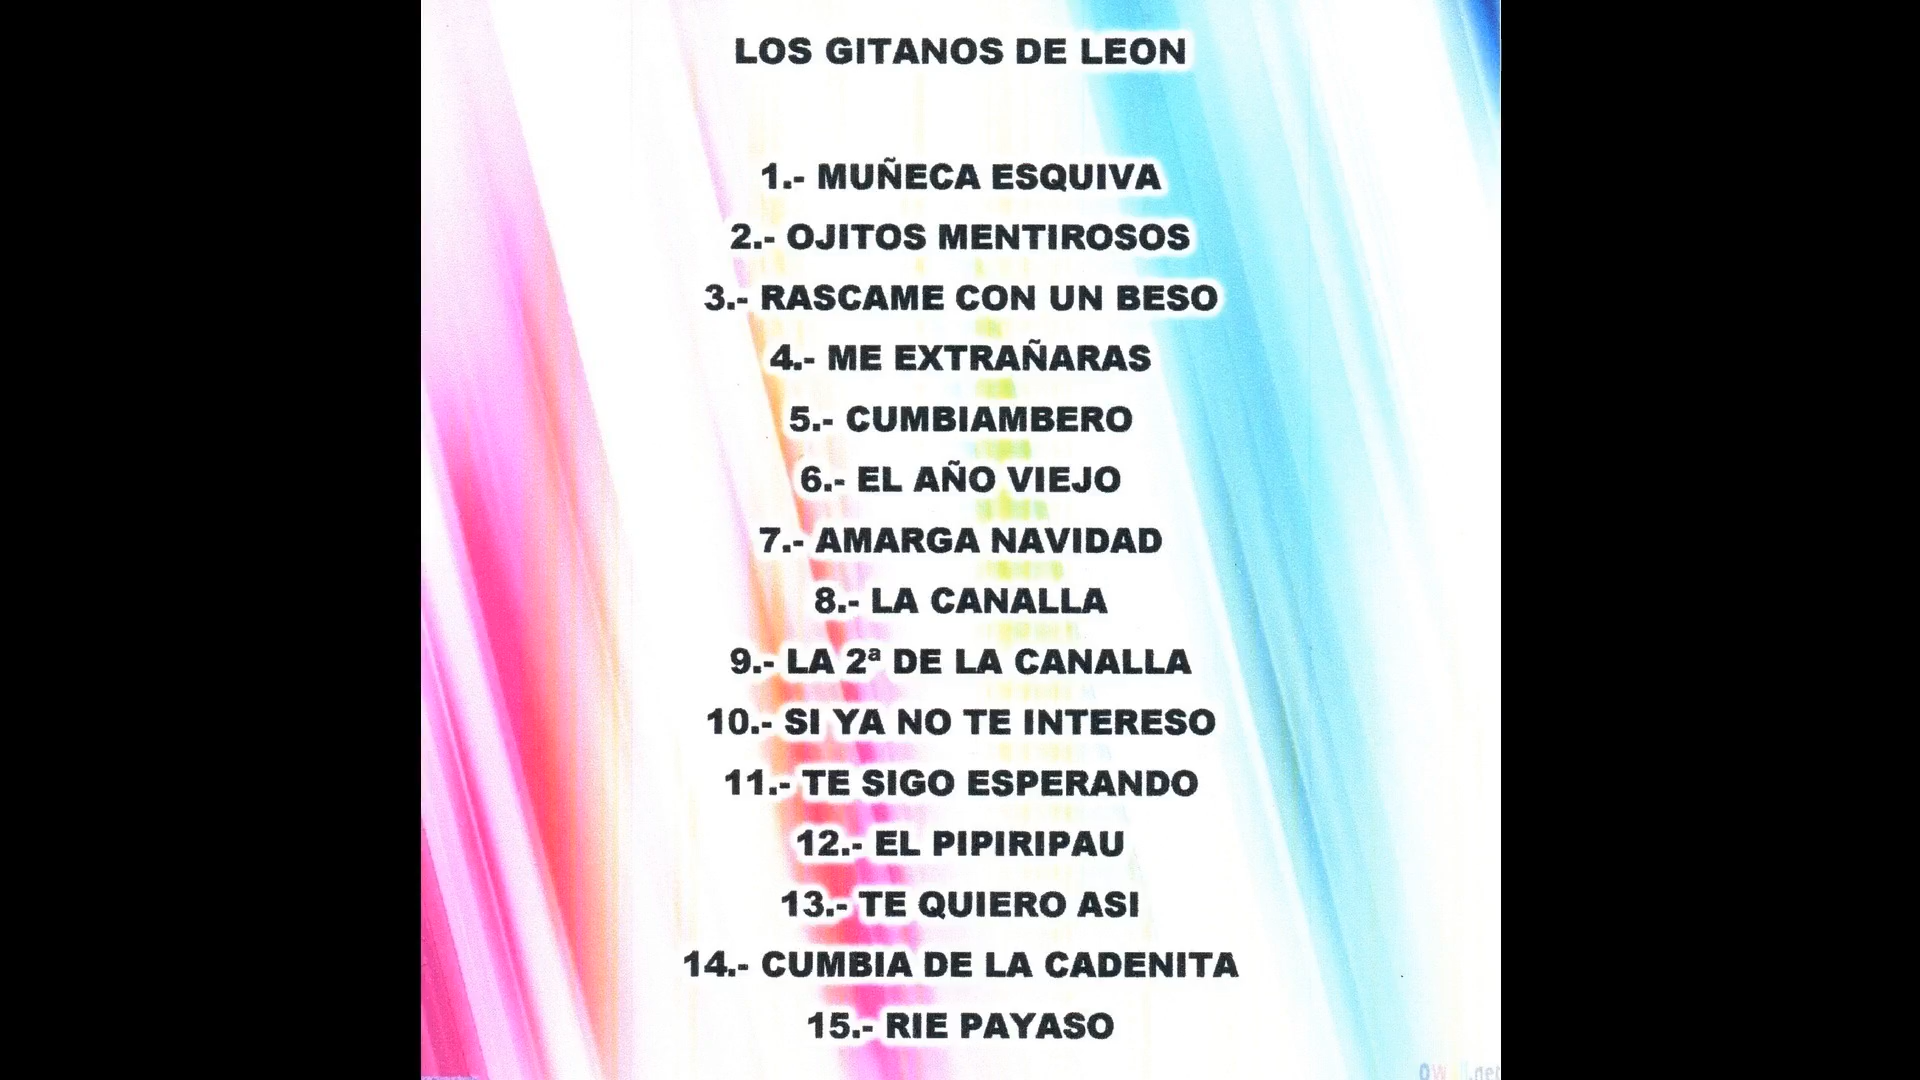 LOS GITANOS DE LEON
1.- MUÑECA ESQUIVA
2.- OJITOS MENTIROSOS
3.- RASCAME CON UN BESO
4.- ME EXTRAÑARAS
5.- CUMBIAMBERO
6.- EL AÑO VIEJO
7.- AMARGA NAVIDAD
8.- LA CANALLA
9.- LA 2ª DE LA CANALLA
10.- SI YA NO TE INTERESO
11.- TE SIGO ESPERANDO
12.- EL PIPIRIPAU
13.- TE QUIERO ASI
14.- CUMBIA DE LA CADENITA
15.- RIE PAYASO